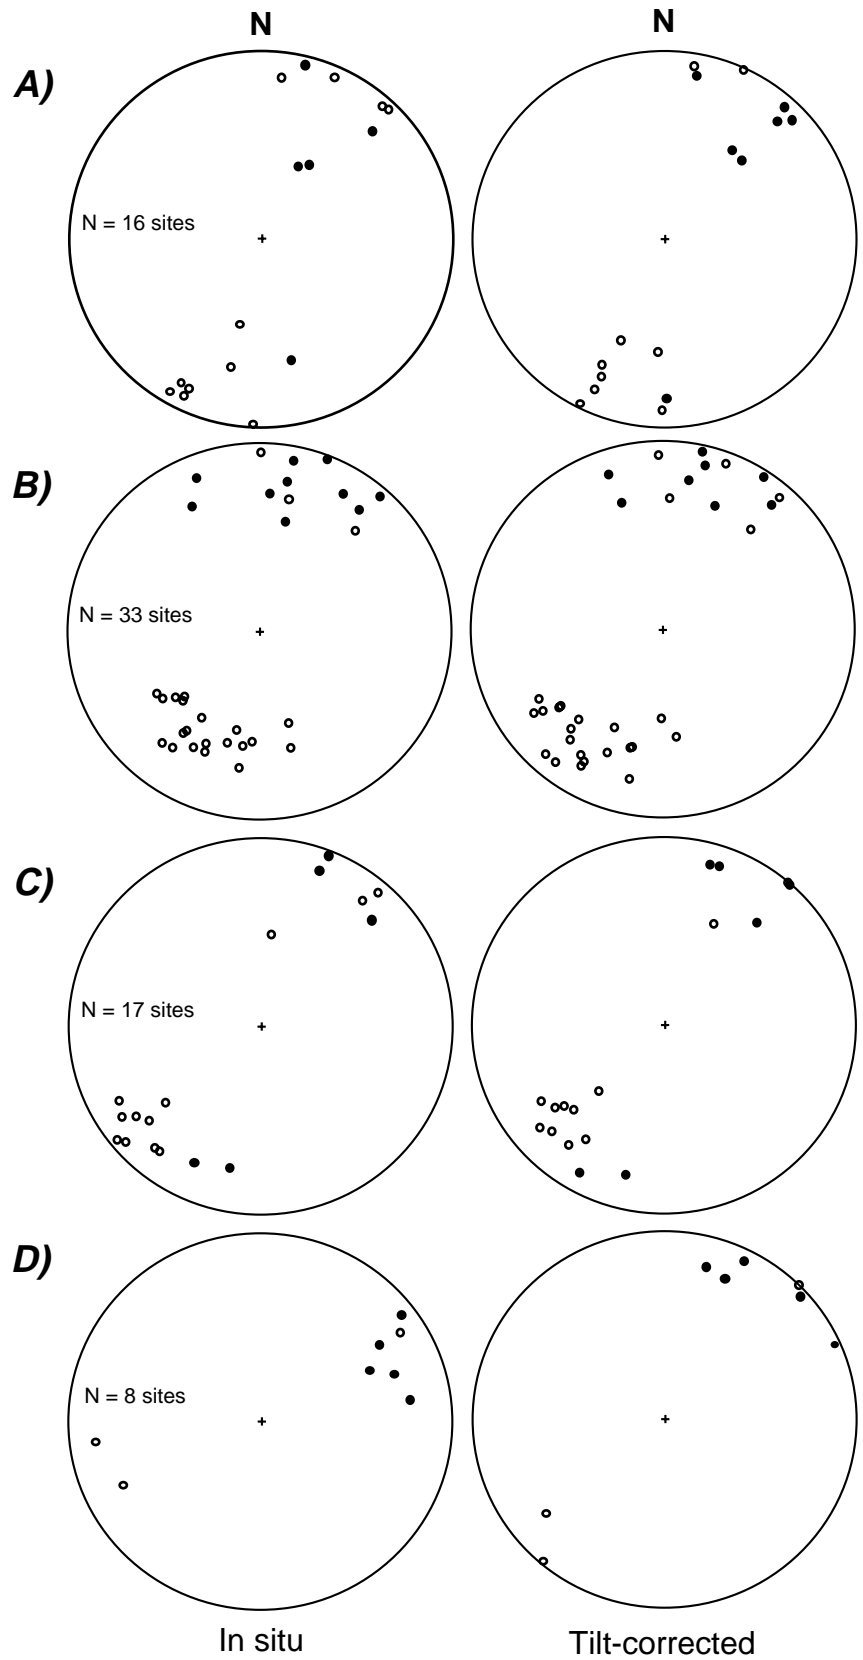 N N
A)
N = 16 sites
B)
N = 33 sites
C)
N = 17 sites
D)
N = 8 sites
In situ Tilt-corrected